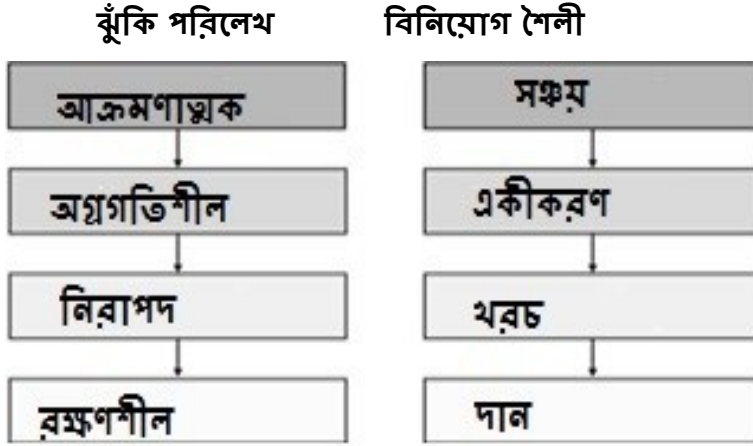 ঝুঁকি পরিলেখ
আক্রমণাত্মক
অগ্রগতিশীল
নিরাপদ
রক্ষণশীল
বিনিয়োগ শৈলী
সঞ্চয়
একীকরণ
খরচ
দান